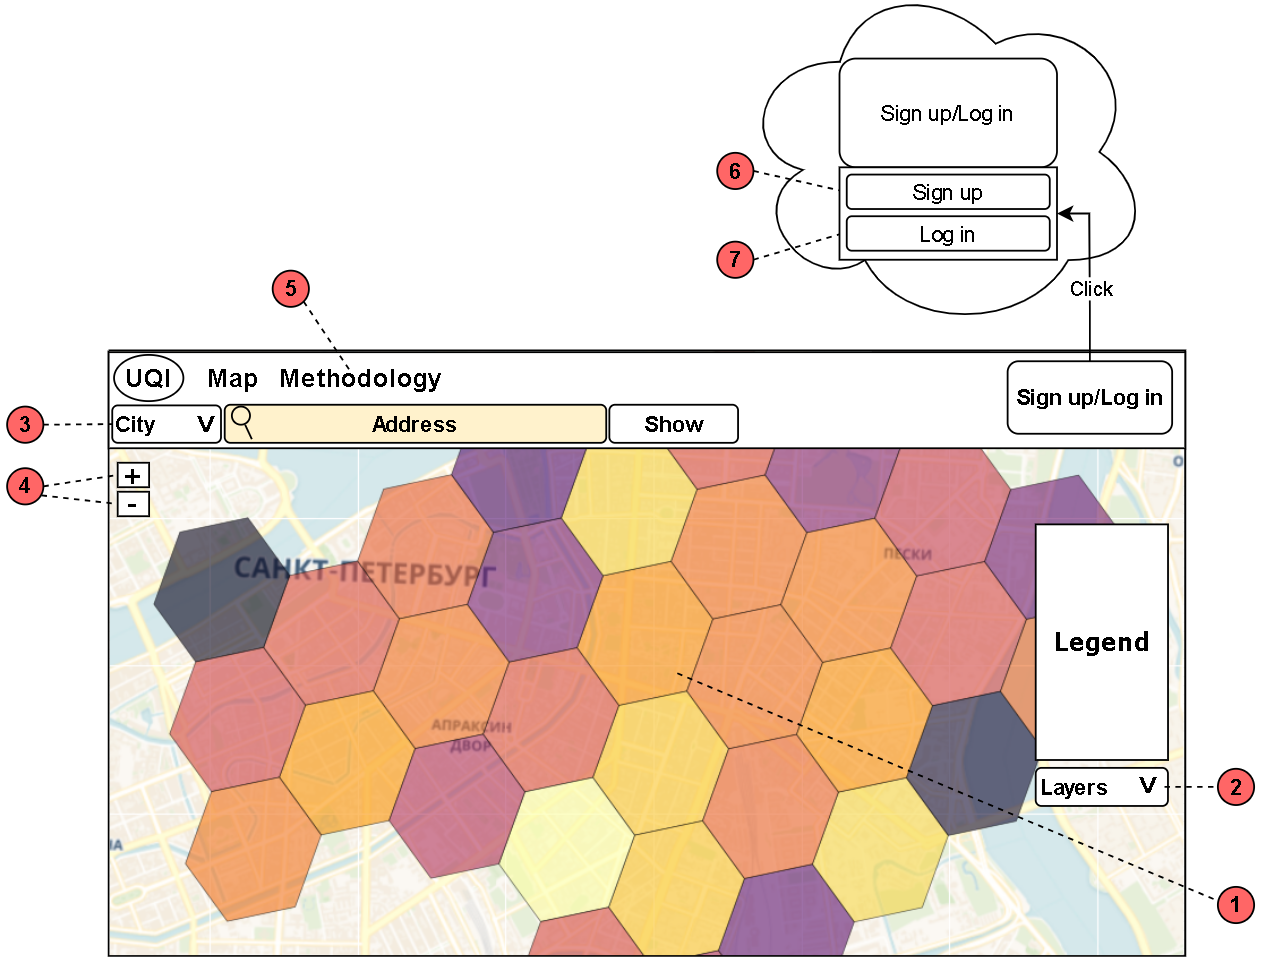 Sign up/Log in
6
Sign up
7
Log in
5
Click
UQI Map Methodology
Sign up/Log in
3
City V
Address
Show
4
+
-
О
САНКТ-ПЕТЕРБУРГ
ПЕСКИ
Legend
АПРАКСИН
ДВОР
Layers V
2
1